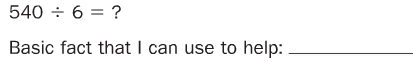 540 ÷ 6 = ?
Basic fact that I can use to help: ____________